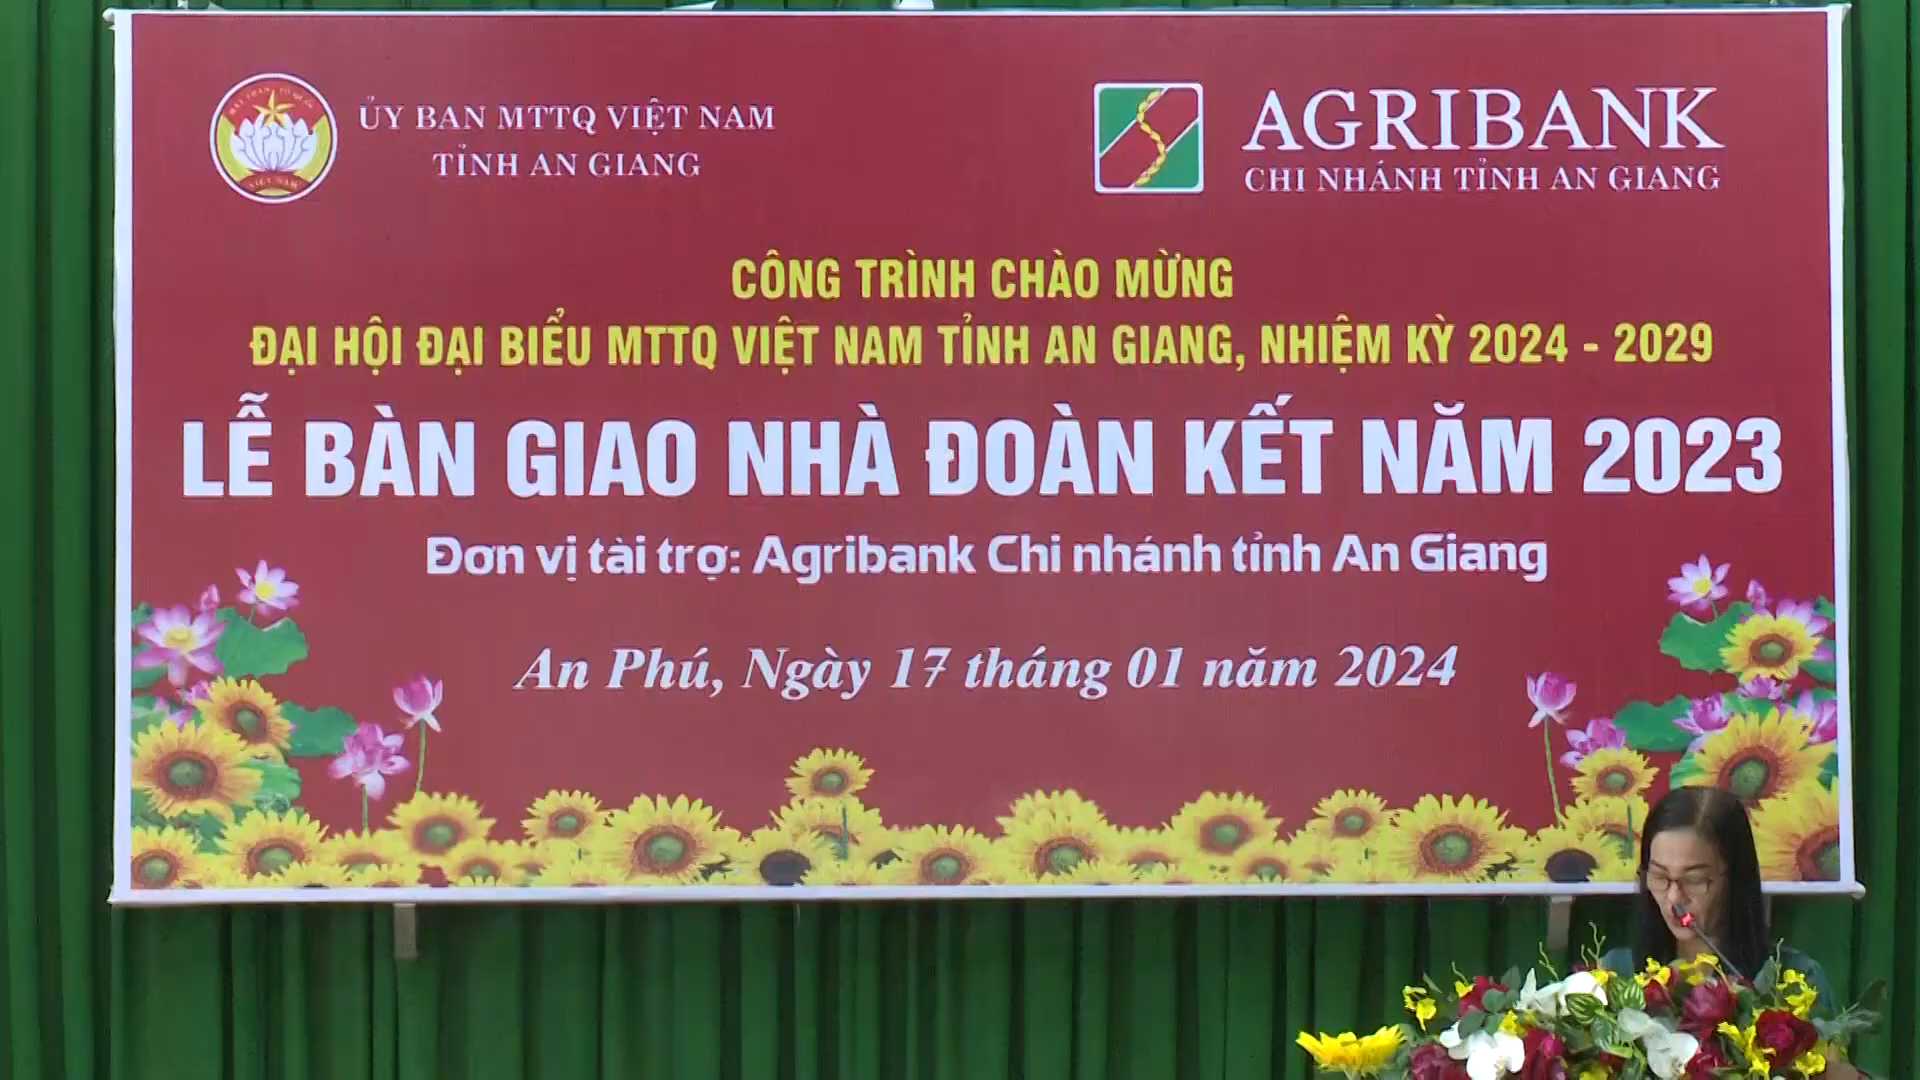 ỦY BAN MTTQ VIỆT NAM
TỈNH AN GIANG
AGRIBANK
CHI NHÁNH TỈNH AN GIANG
CÔNG TRÌNH CHÀO MỪNG
ĐẠI HỘI ĐẠI BIỂU MTTQ VIỆT NAM TỈNH AN GIANG, NHIỆM KỲ 2024 - 2029
LỄ BÀN GIAO NHÀ ĐOÀN KẾT NĂM 2023
Đơn vị tài trợ: Agribank Chi nhánh tỉnh An Giang
An Phú, Ngày 17 tháng 01 năm 2024